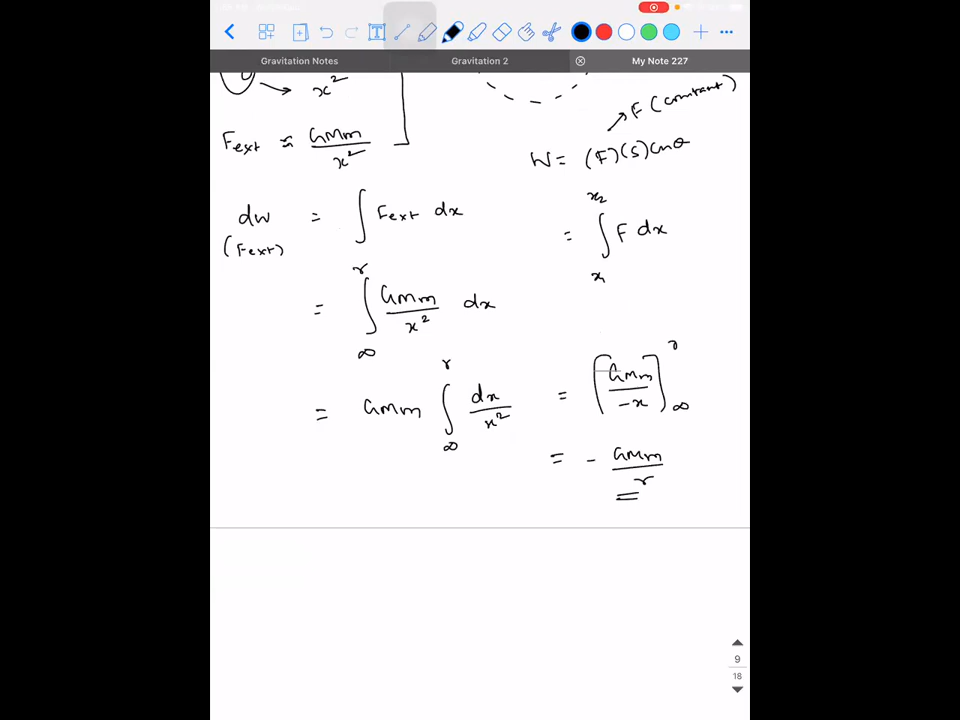 Gravitation Notes Gravitation 2 My Note 227
x²
F (constant)
Fext ≈ GMm/x²
W = (F)(s)cosθ
dw = ∫ Fext dx
(Fext)
= ∫ₓ₁ˣ² F dx
= ∫∞ʳ GMm/x² dx
= GMm ∫∞ʳ dx/x² = [GMm/-x]∞ʳ
= - GMm/r
9
18